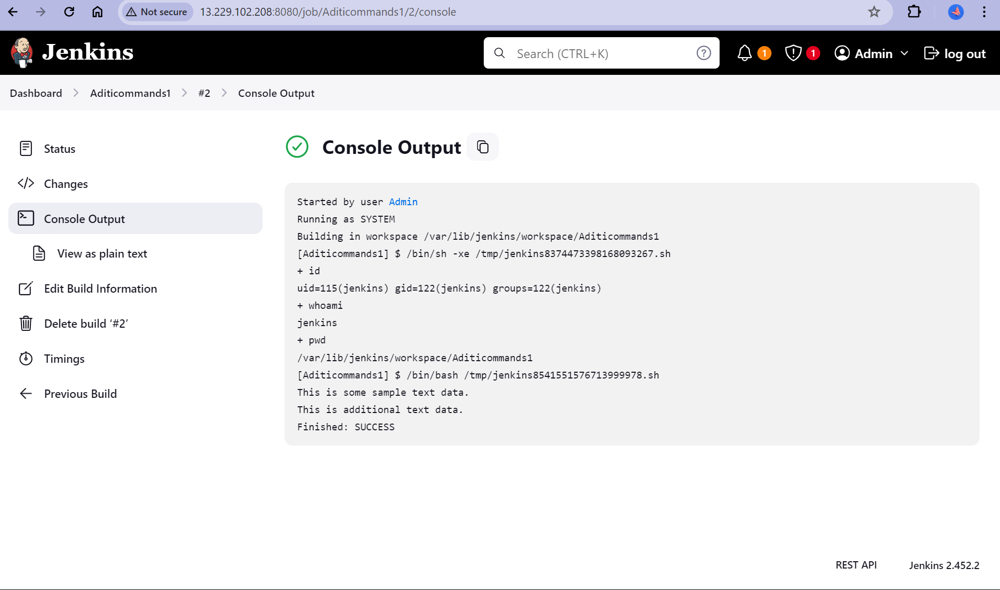 Not secure 13.229.102.208:8080/job/Aditicommands1/2/console
Jenkins Search (CTRL+K) 1 1 Admin log out
Dashboard Aditicommands1 #2 Console Output
Status
Changes
Console Output
View as plain text
Edit Build Information
Delete build ‘#2’
Timings
Previous Build
Console Output
Started by user Admin
Running as SYSTEM
Building in workspace /var/lib/jenkins/workspace/Aditicommands1
[Aditicommands1] $ /bin/sh -xe /tmp/jenkins8374473398168093267.sh
+ id
uid=115(jenkins) gid=122(jenkins) groups=122(jenkins)
+ whoami
jenkins
+ pwd
/var/lib/jenkins/workspace/Aditicommands1
[Aditicommands1] $ /bin/bash /tmp/jenkins8541551576713999978.sh
This is some sample text data.
This is additional text data.
Finished: SUCCESS
REST API Jenkins 2.452.2